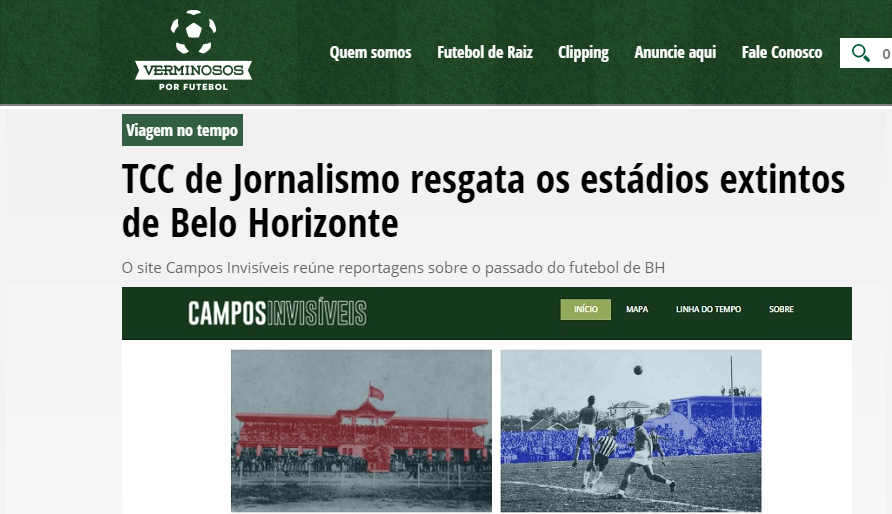 VERMINOSOS
POR FUTEBOL
Quem somos Futebol de Raiz Clipping Anuncie aqui Fale Conosco
Viagem no tempo
TCC de Jornalismo resgata os estádios extintos
de Belo Horizonte
O site Campos Invisíveis reúne reportagens sobre o passado do futebol de BH
CAMPOSINVISÍVEIS INÍCIO MAPA LINHA DO TEMPO SOBRE